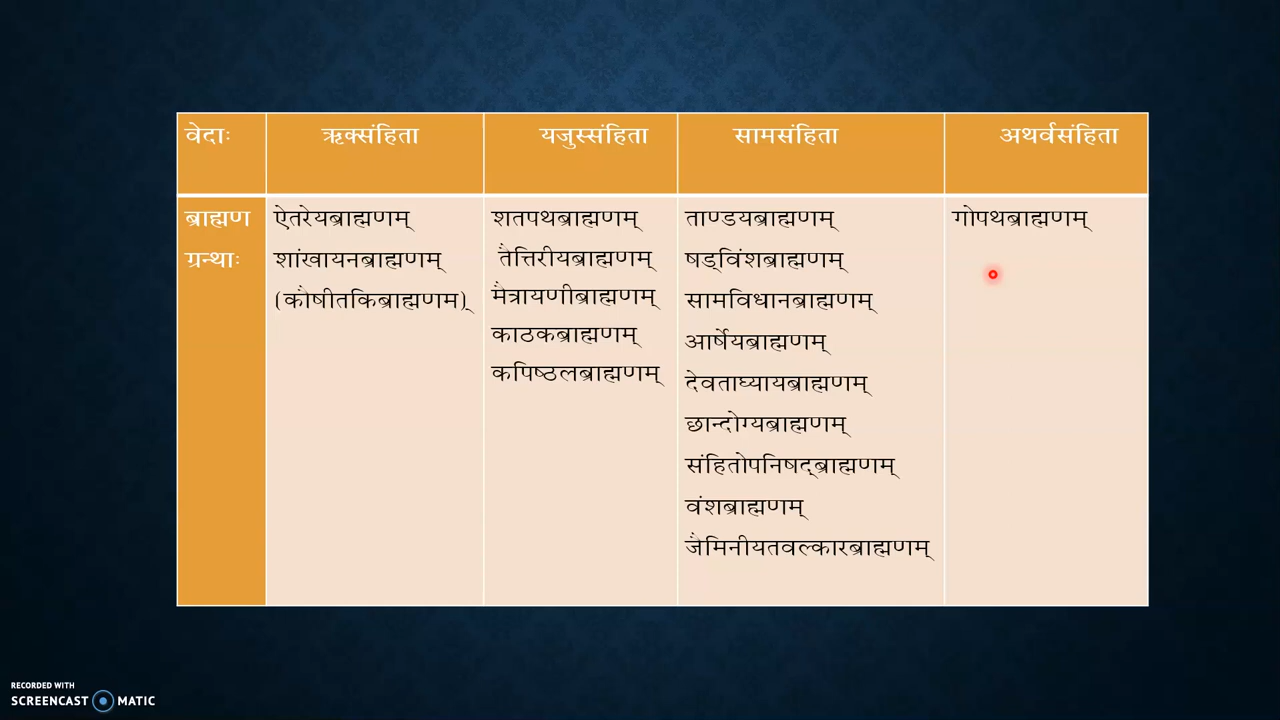 वेदाः
ऋक्संहिता
यजुस्संहिता
सामसंहिता
अथर्वसंहिता
ब्राह्मण
ग्रन्थाः
ऐतरेयब्राह्मणम्
शांखायनब्राह्मणम्
(कौषीतकिब्राह्मणम्)
शतपथब्राह्मणम्
तैत्तिरीयब्राह्मणम्
मैत्रायणीब्राह्मणम्
काठकब्राह्मणम्
कपिष्ठलब्राह्मणम्
ताण्डयब्राह्मणम्
षड्विंशब्राह्मणम्
सामविधानब्राह्मणम्
आर्षेयब्राह्मणम्
देवताघ्यायब्राह्मणम्
छान्दोग्यब्राह्मणम्
संहितोपनिषद्ब्राह्मणम्
वंशब्राह्मणम्
जैमिनीयतवल्कारब्राह्मणम्
गोपथब्राह्मणम्
RECORDED WITH
SCREENCAST MATIC